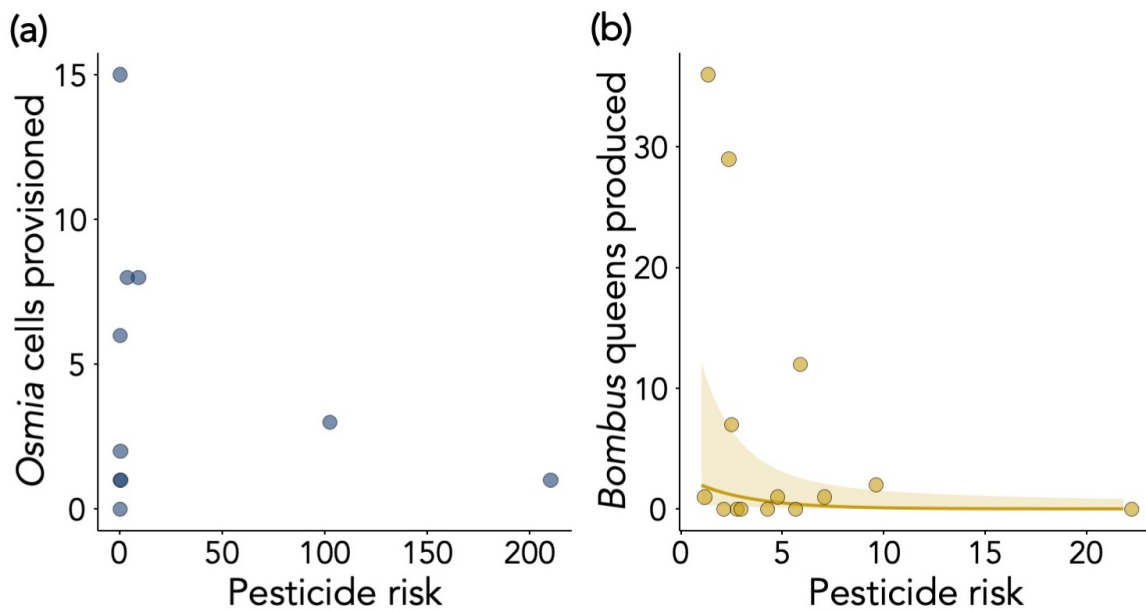 (a)
Osmia cells provisioned
15
10
5
0
0 50 100 150 200
Pesticide risk
(b)
Bombus queens produced
30
20
10
0
0 5 10 15 20
Pesticide risk